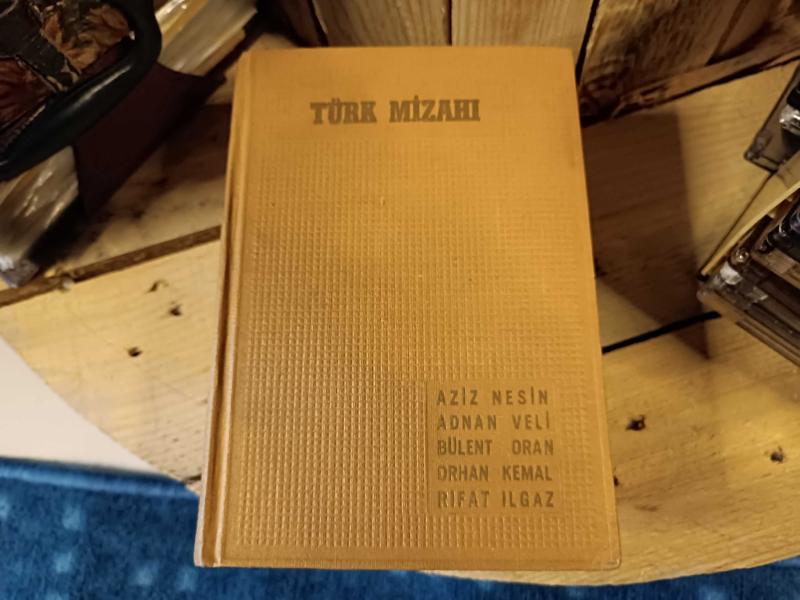 TÜRK MİZAHI
AZİZ NESİN
ADNAN VELİ
BÜLENT ORAN
ORHAN KEMAL
RIFAT ILGAZ